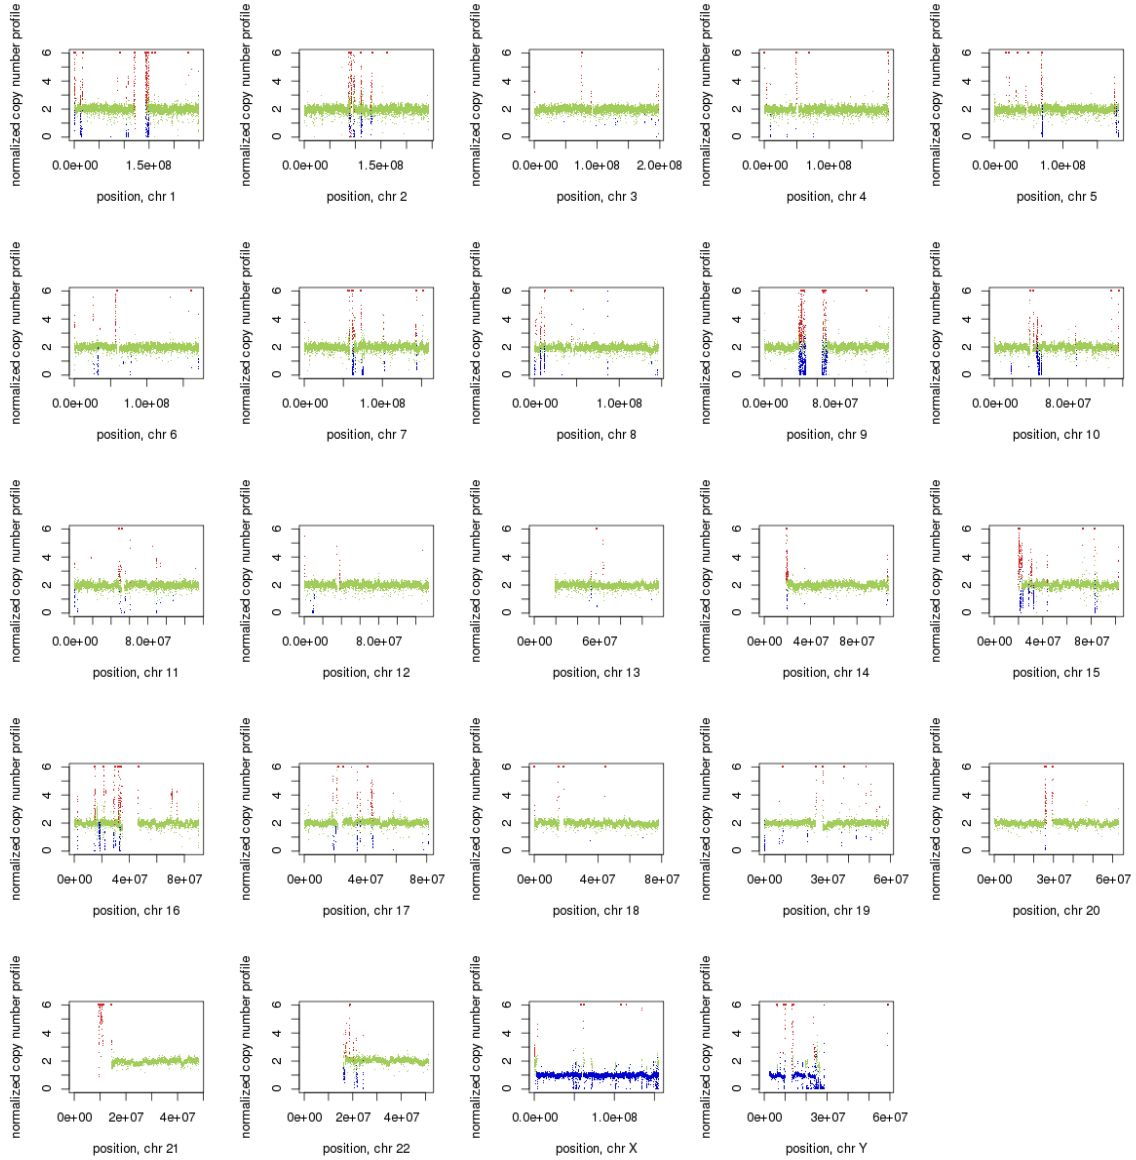 normalized copy number profile
6
4
2
0
0.0e+00 1.5e+08
position, chr 1
normalized copy number profile
6
4
2
0
0.0e+00 1.5e+08
position, chr 2
normalized copy number profile
6
4
2
0
0.0e+00 1.0e+08 2.0e+08
position, chr 3
normalized copy number profile
6
4
2
0
0.0e+00 1.0e+08
position, chr 4
normalized copy number profile
6
4
2
0
0.0e+00 1.0e+08
position, chr 5
normalized copy number profile
6
4
2
0
0.0e+00 1.0e+08
position, chr 6
normalized copy number profile
6
4
2
0
0.0e+00 1.0e+08
position, chr 7
normalized copy number profile
6
4
2
0
0.0e+00 1.0e+08
position, chr 8
normalized copy number profile
6
4
2
0
0.0e+00 8.0e+07
position, chr 9
normalized copy number profile
6
4
2
0
0.0e+00 8.0e+07
position, chr 10
normalized copy number profile
6
4
2
0
0.0e+00 8.0e+07
position, chr 11
normalized copy number profile
6
4
2
0
0.0e+00 8.0e+07
position, chr 12
normalized copy number profile
6
4
2
0
0e+00 6e+07
position, chr 13
normalized copy number profile
6
4
2
0
0e+00 4e+07 8e+07
position, chr 14
normalized copy number profile
6
4
2
0
0e+00 4e+07 8e+07
position, chr 15
normalized copy number profile
6
4
2
0
0e+00 4e+07 8e+07
position, chr 16
normalized copy number profile
6
4
2
0
0e+00 4e+07 8e+07
position, chr 17
normalized copy number profile
6
4
2
0
0e+00 4e+07 8e+07
position, chr 18
normalized copy number profile
6
4
2
0
0e+00 3e+07 6e+07
position, chr 19
normalized copy number profile
6
4
2
0
0e+00 3e+07 6e+07
position, chr 20
normalized copy number profile
6
4
2
0
0e+00 2e+07 4e+07
position, chr 21
normalized copy number profile
6
4
2
0
0e+00 2e+07 4e+07
position, chr 22
normalized copy number profile
6
4
2
0
0.0e+00 1.0e+08
position, chr X
normalized copy number profile
6
4
2
0
0e+00 3e+07 6e+07
position, chr Y